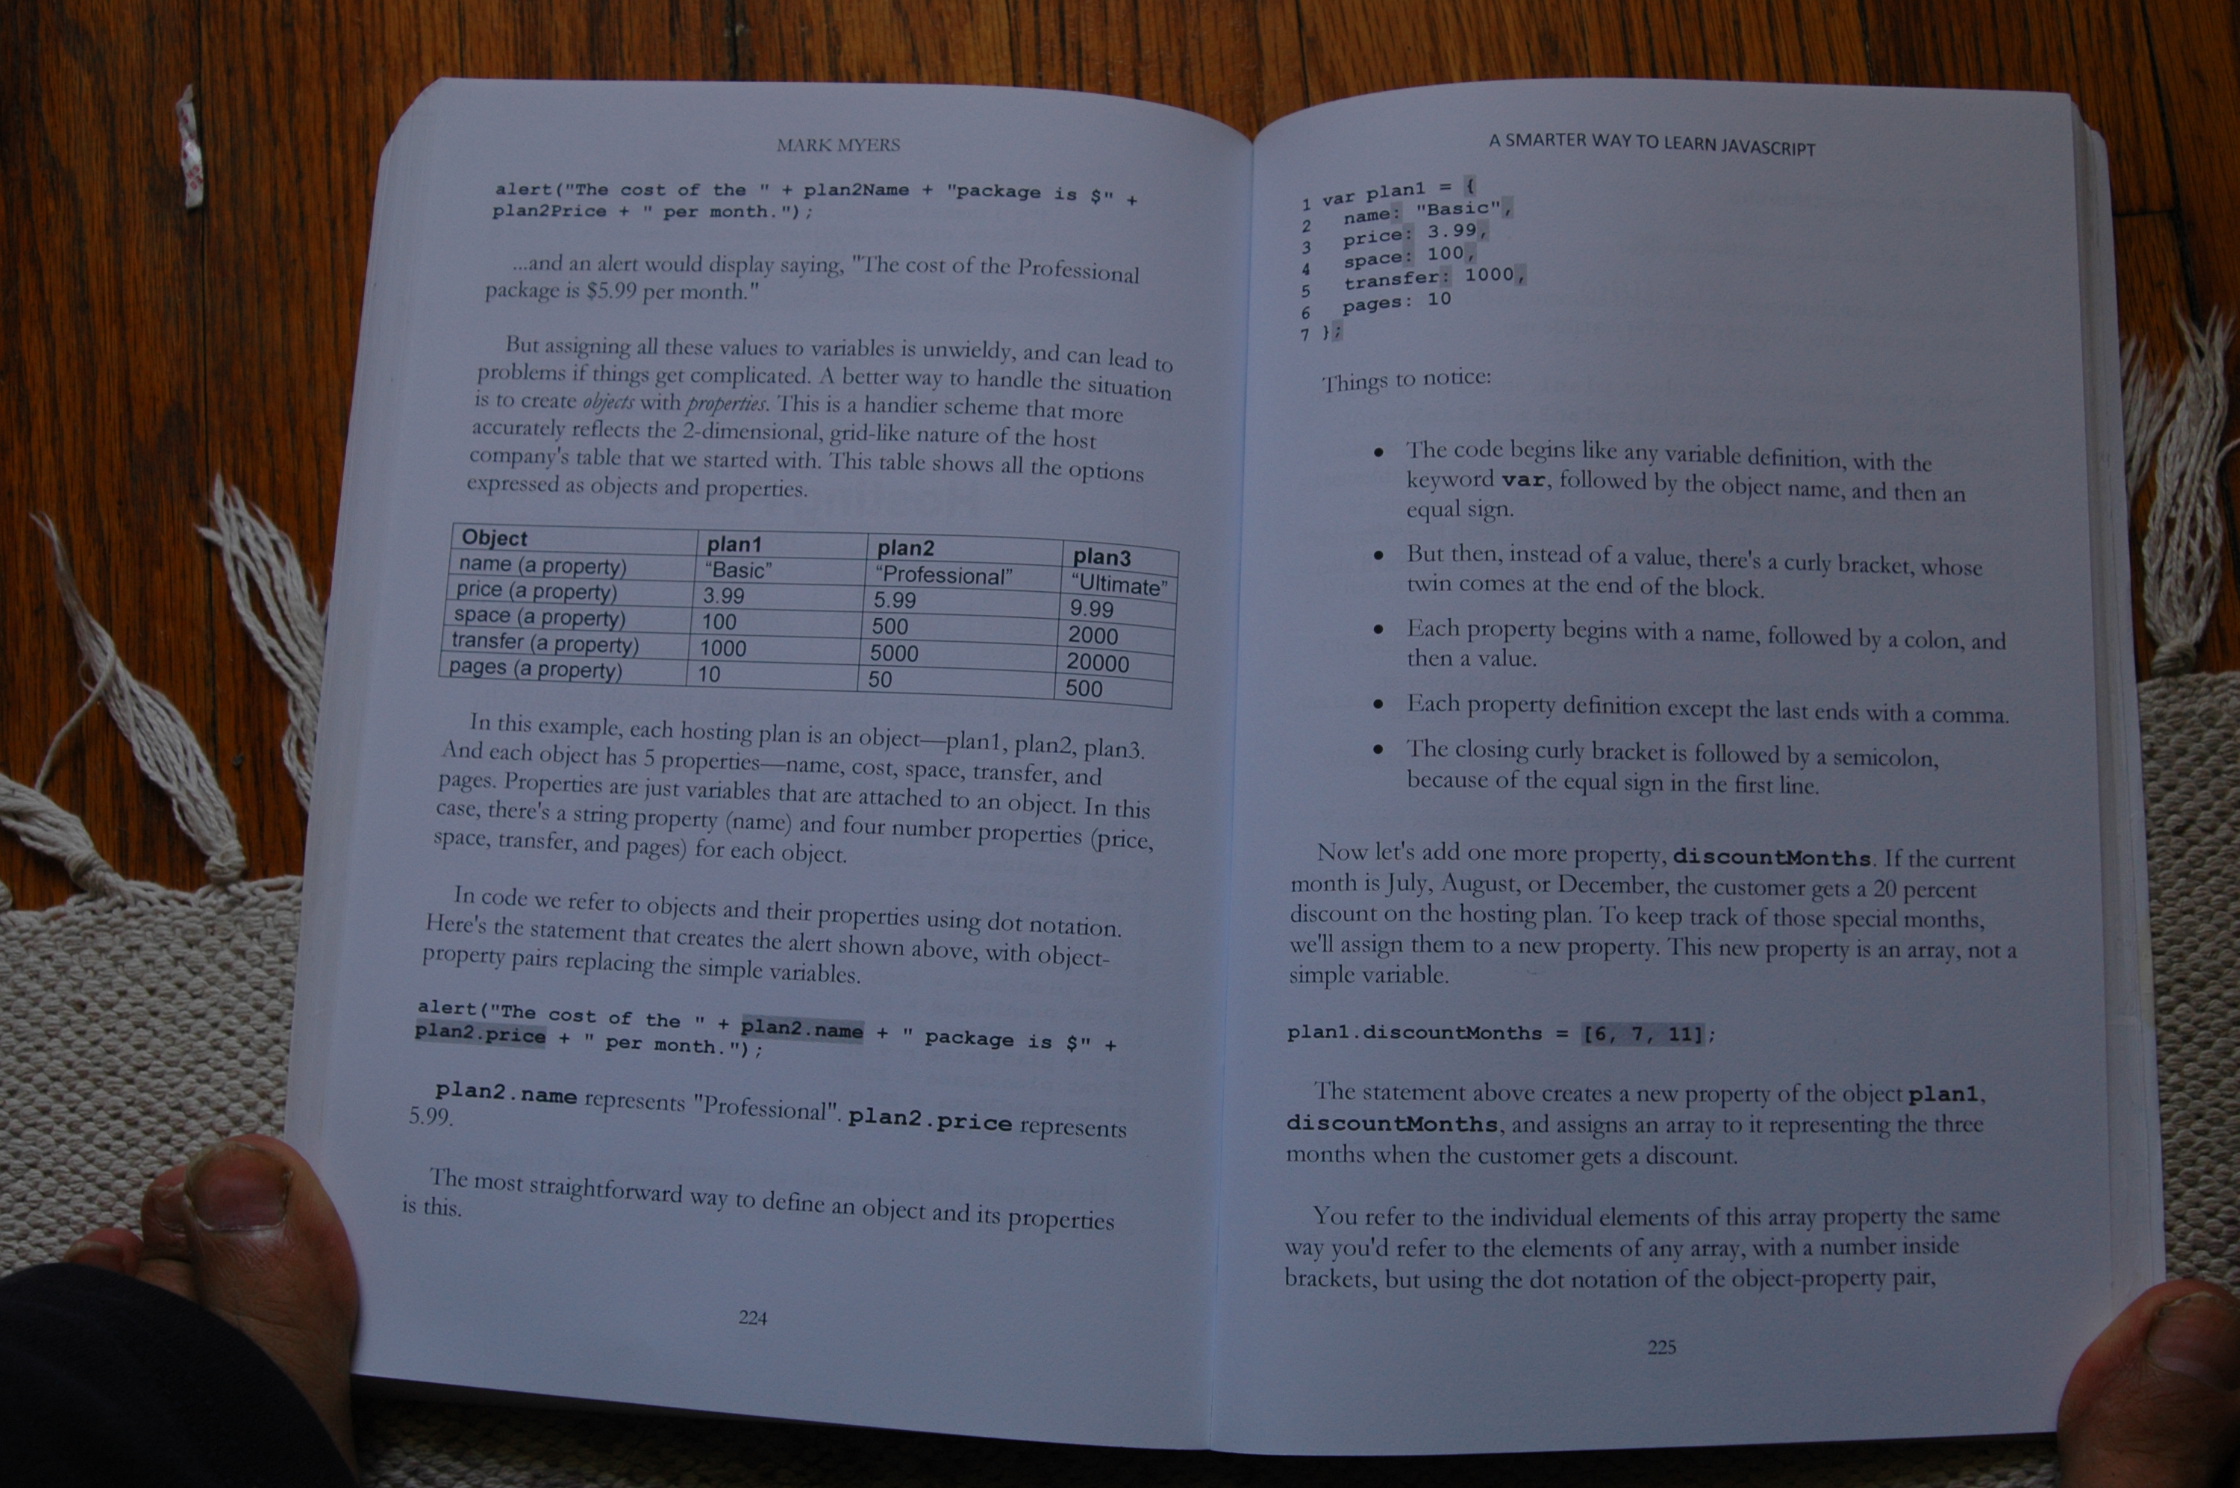 MARK MYERS
alert("The cost of the " + plan2Name + "package is $" +
plan2Price + " per month.");
...and an alert would display saying, "The cost of the Professional
package is $5.99 per month."
But assigning all these values to variables is unwieldy, and can lead to
problems if things get complicated. A better way to handle the situation
is to create objects with properties. This is a handier scheme that more
accurately reflects the 2-dimensional, grid-like nature of the host
company's table that we started with. This table shows all the options
expressed as objects and properties.
Object plan1 plan2 plan3
name (a property) "Basic" "Professional" "Ultimate"
price (a property) 3.99 5.99 9.99
space (a property) 100 500 2000
transfer (a property) 1000 5000 20000
pages (a property) 10 50 500
In this example, each hosting plan is an object—plan1, plan2, plan3.
And each object has 5 properties—name, cost, space, transfer, and
pages. Properties are just variables that are attached to an object. In this
case, there's a string property (name) and four number properties (price,
space, transfer, and pages) for each object.
In code we refer to objects and their properties using dot notation.
Here's the statement that creates the alert shown above, with object-
property pairs replacing the simple variables.
alert("The cost of the " + plan2.name + " package is $" +
plan2.price + " per month.");
plan2.name represents "Professional". plan2.price represents
5.99.
The most straightforward way to define an object and its properties
is this.
224
A SMARTER WAY TO LEARN JAVASCRIPT
1 var plan1 = {
2 name: "Basic",
3 price: 3.99,
4 space: 100,
5 transfer: 1000,
6 pages: 10
7 };
Things to notice:
• The code begins like any variable definition, with the
keyword var, followed by the object name, and then an
equal sign.
• But then, instead of a value, there's a curly bracket, whose
twin comes at the end of the block.
• Each property begins with a name, followed by a colon, and
then a value.
• Each property definition except the last ends with a comma.
• The closing curly bracket is followed by a semicolon,
because of the equal sign in the first line.
Now let's add one more property, discountMonths. If the current
month is July, August, or December, the customer gets a 20 percent
discount on the hosting plan. To keep track of those special months,
we'll assign them to a new property. This new property is an array, not a
simple variable.
plan1.discountMonths = [6, 7, 11];
The statement above creates a new property of the object plan1,
discountMonths, and assigns an array to it representing the three
months when the customer gets a discount.
You refer to the individual elements of this array property the same
way you'd refer to the elements of any array, with a number inside
brackets, but using the dot notation of the object-property pair,
225